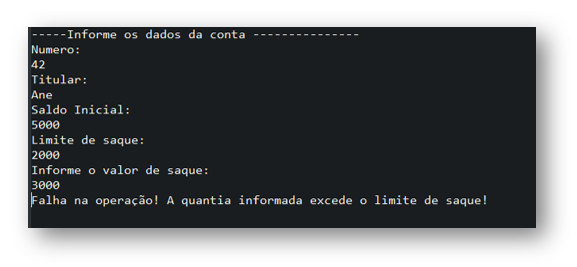 -----Informe os dados da conta ---------------
Numero:
42
Titular:
Ane
Saldo Inicial:
5000
Limite de saque:
2000
Informe o valor de saque:
3000
Falha na operação! A quantia informada excede o limite de saque!